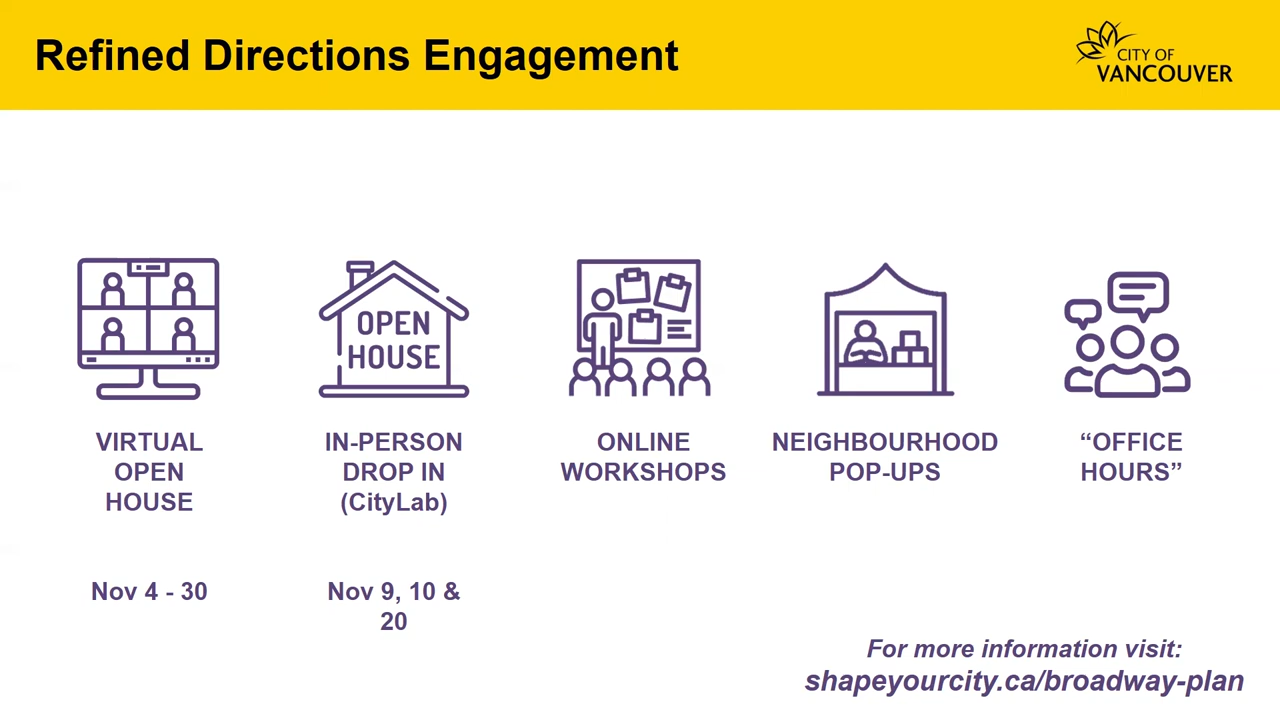 Refined Directions Engagement
CITY OF
VANCOUVER
OPEN
HOUSE
VIRTUAL
OPEN
HOUSE
Nov 4 - 30
IN-PERSON
DROP IN
(CityLab)
Nov 9, 10 &
20
ONLINE
WORKSHOPS
NEIGHBOURHOOD
POP-UPS
“OFFICE
HOURS”
For more information visit:
shapeyourcity.ca/broadway-plan